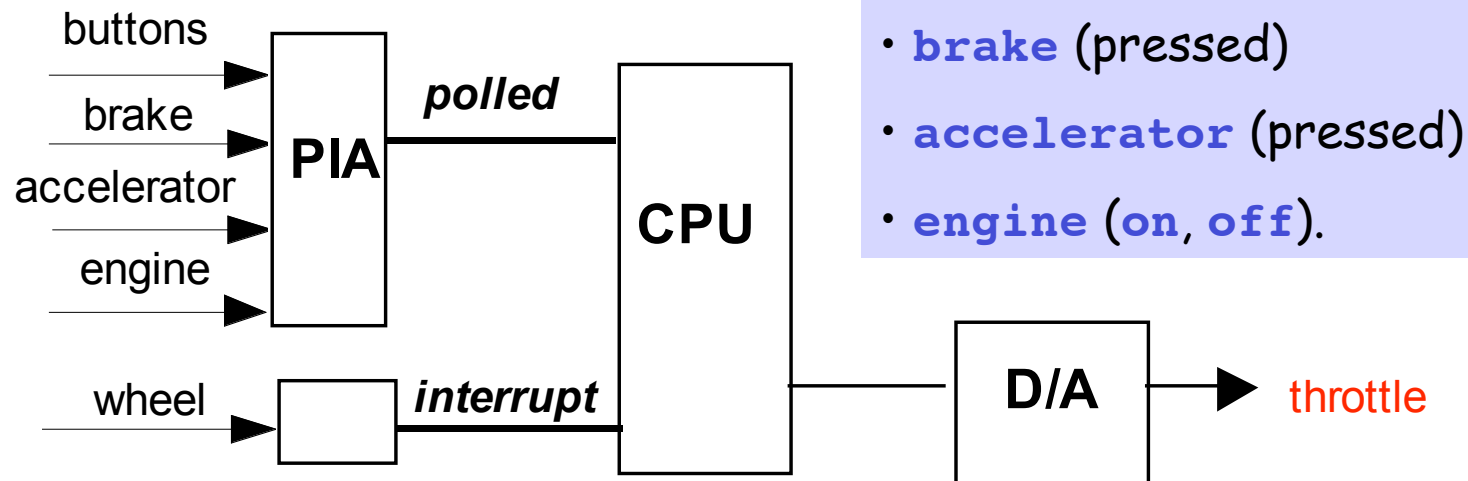 buttons
brake
accelerator
engine
wheel
PIA
polled
interrupt
CPU
D/A
throttle
· brake (pressed)
· accelerator (pressed)
· engine (on, off).